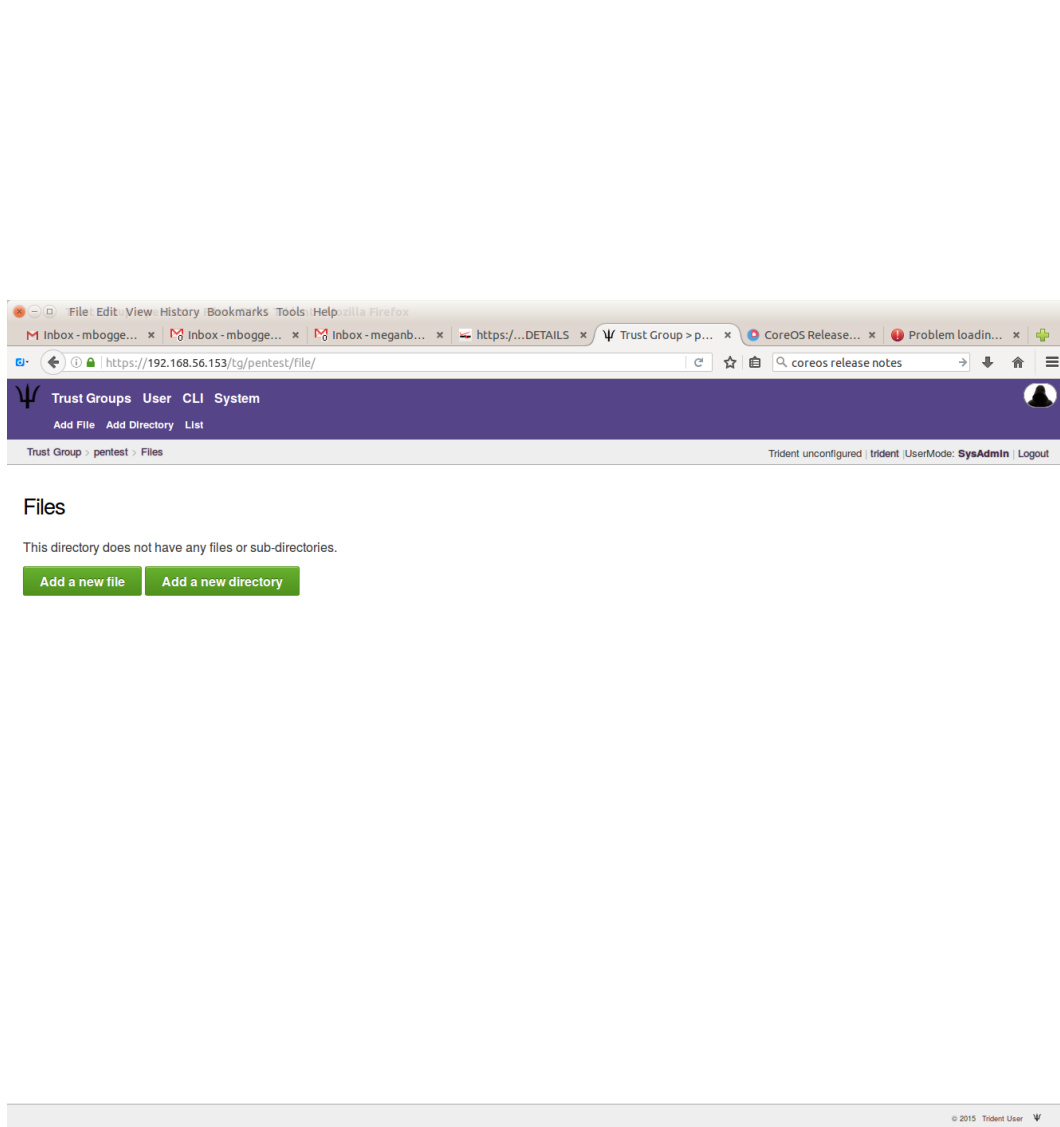 File Edit View History Bookmarks Tools Help
Inbox - mbogge... Inbox - mbogge... Inbox - meganb... https:/...DETAILS Trust Group > p... CoreOS Release... Problem loadin...
https://192.168.56.153/tg/pentest/file/ coreos release notes
Trust Groups User CLI System
Add File Add Directory List
Trust Group > pentest > Files Trident unconfigured | trident |UserMode: SysAdmin | Logout
Files
This directory does not have any files or sub-directories.
Add a new file Add a new directory
© 2015 Trident User